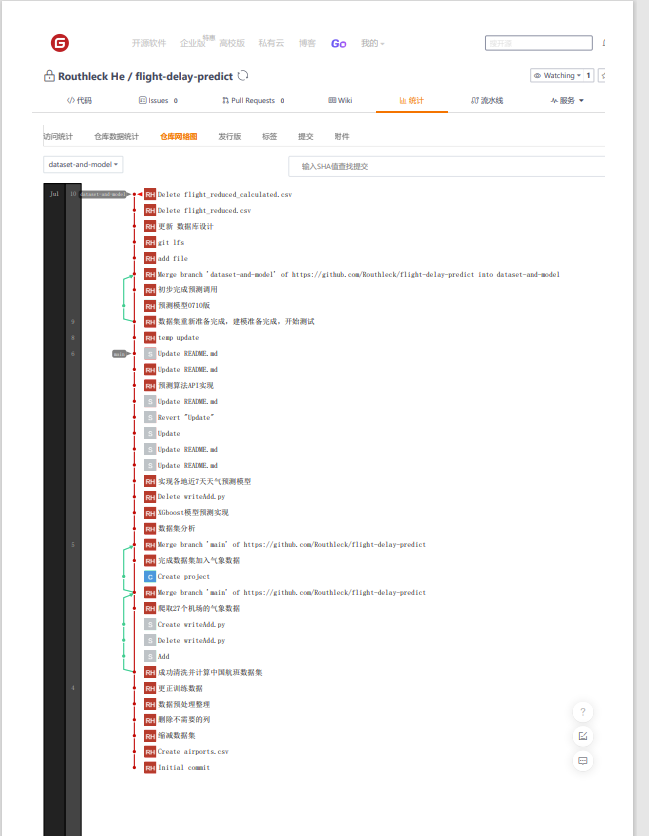 G
开源软件 企业版 特惠 高校版 私有云 博客 Go 我的
搜开源
Routhleck He / flight-delay-predict
Watching 1
代码 Issues 0 Pull Requests 0 Wiki 统计 流水线 服务
访问统计 仓库数据统计 仓库网络图 发行版 标签 提交 附件
dataset-and-model
输入SHA值查找提交
Jul 10 dataset-and-model RH Delete flight_reduced_calculated.csv
RH Delete flight_reduced.csv
RH 更新 数据库设计
RH git lfs
RH add file
RH Merge branch 'dataset-and-model' of https://github.com/Routhleck/flight-delay-predict into dataset-and-model
RH 初步完成预测调用
RH 预测模型0710版
9 RH 数据集重新准备完成，建模准备完成，开始测试
8 RH temp update
6 main S Update README.md
RH Update README.md
RH 预测算法API实现
S Update README.md
S Revert "Update"
S Update
S Update README.md
S Update README.md
RH 实现各地近7天天气预测模型
RH Delete writeAdd.py
RH XGboost模型预测实现
RH 数据集分析
5 RH Merge branch 'main' of https://github.com/Routhleck/flight-delay-predict
RH 完成数据集加入气象数据
C Create project
RH Merge branch 'main' of https://github.com/Routhleck/flight-delay-predict
RH 爬取27个机场的气象数据
S Create writeAdd.py
S Delete writeAdd.py
S Add
RH 成功清洗并计算中国航班数据集
4 RH 更正训练数据
RH 数据预处理整理
RH 删除不需要的列
RH 缩减数据集
RH Create airports.csv
RH Initial commit
?